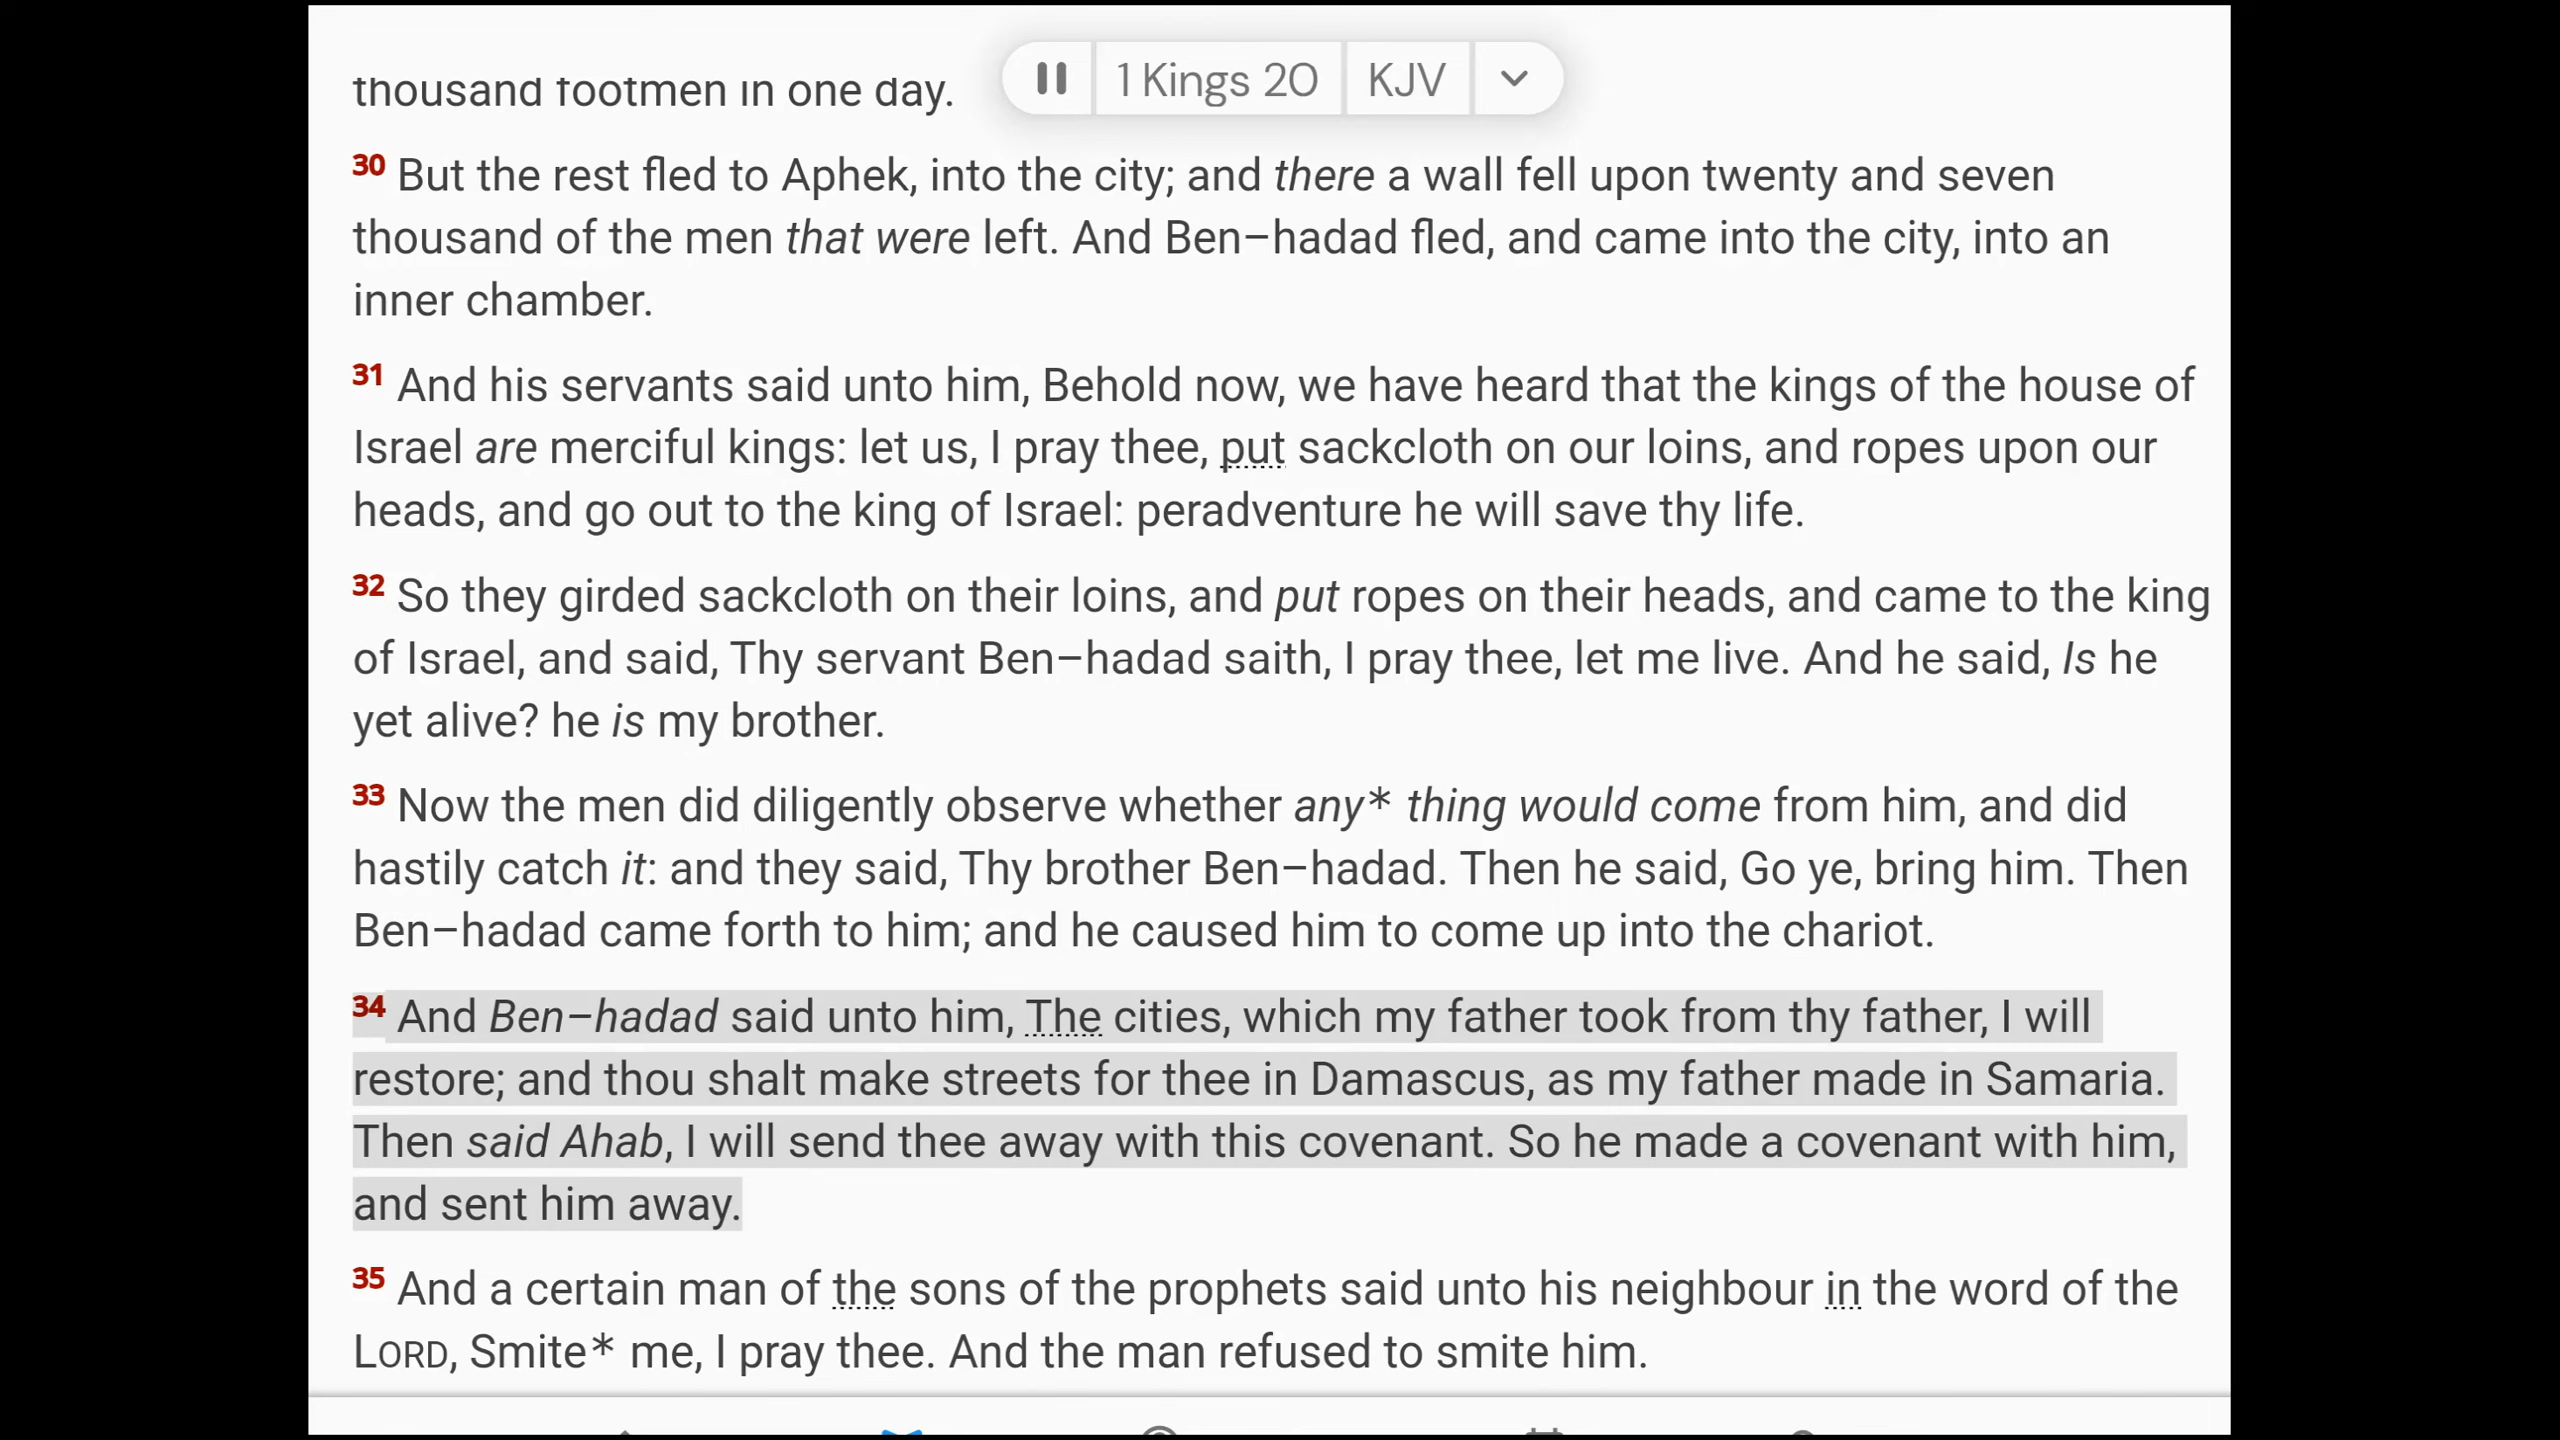 thousand footmen in one day.
1 Kings 20
KJV
30 But the rest fled to Aphek, into the city; and there a wall fell upon twenty and seven
thousand of the men that were left. And Ben–hadad fled, and came into the city, into an
inner chamber.
31 And his servants said unto him, Behold now, we have heard that the kings of the house of
Israel are merciful kings: let us, I pray thee, put sackcloth on our loins, and ropes upon our
heads, and go out to the king of Israel: peradventure he will save thy life.
32 So they girded sackcloth on their loins, and put ropes on their heads, and came to the king
of Israel, and said, Thy servant Ben–hadad saith, I pray thee, let me live. And he said, Is he
yet alive? he is my brother.
33 Now the men did diligently observe whether any* thing would come from him, and did
hastily catch it: and they said, Thy brother Ben–hadad. Then he said, Go ye, bring him. Then
Ben–hadad came forth to him; and he caused him to come up into the chariot.
34 And Ben–hadad said unto him, The cities, which my father took from thy father, I will
restore; and thou shalt make streets for thee in Damascus, as my father made in Samaria.
Then said Ahab, I will send thee away with this covenant. So he made a covenant with him,
and sent him away.
35 And a certain man of the sons of the prophets said unto his neighbour in the word of the
LORD, Smite* me, I pray thee. And the man refused to smite him.